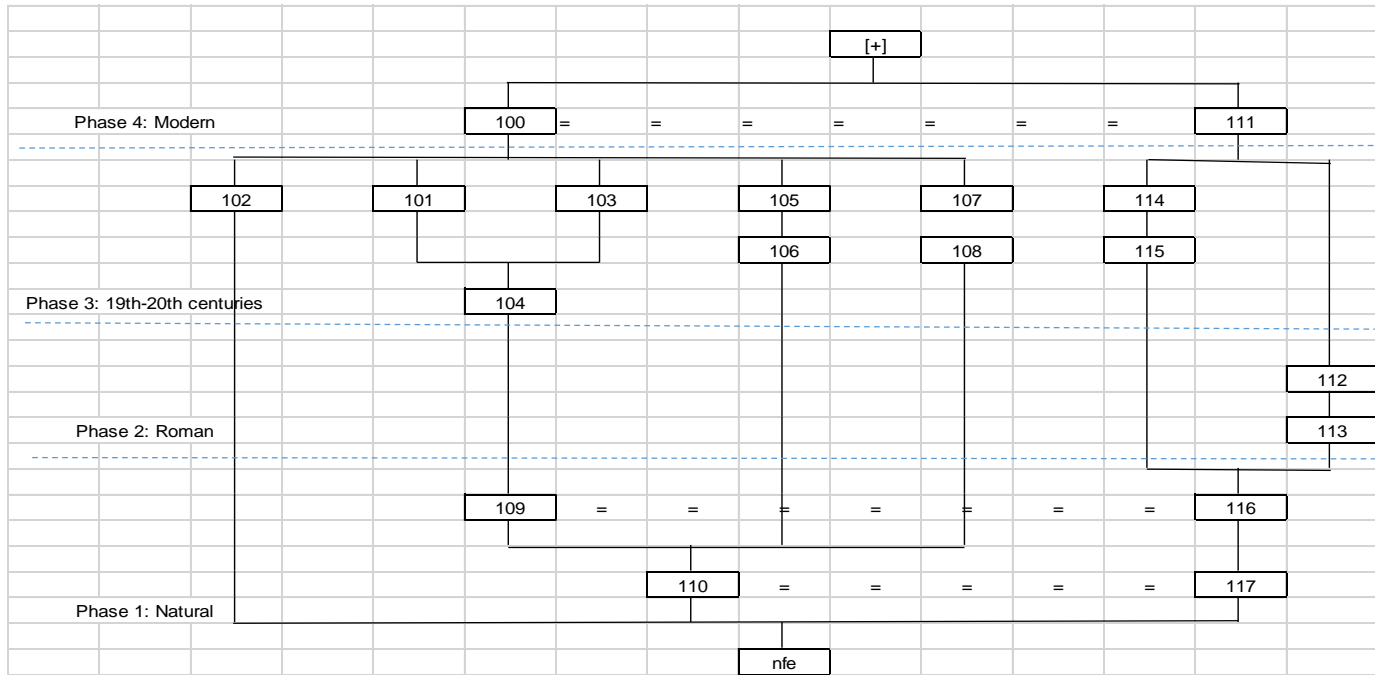 [+]
Phase 4: Modern 100 = = = = = = = 111
102 101 103 105 107 114
106 108 115
Phase 3: 19th-20th centuries 104
112
Phase 2: Roman 113
109 = = = = = = = 116
110 = = = = = 117
Phase 1: Natural
nfe